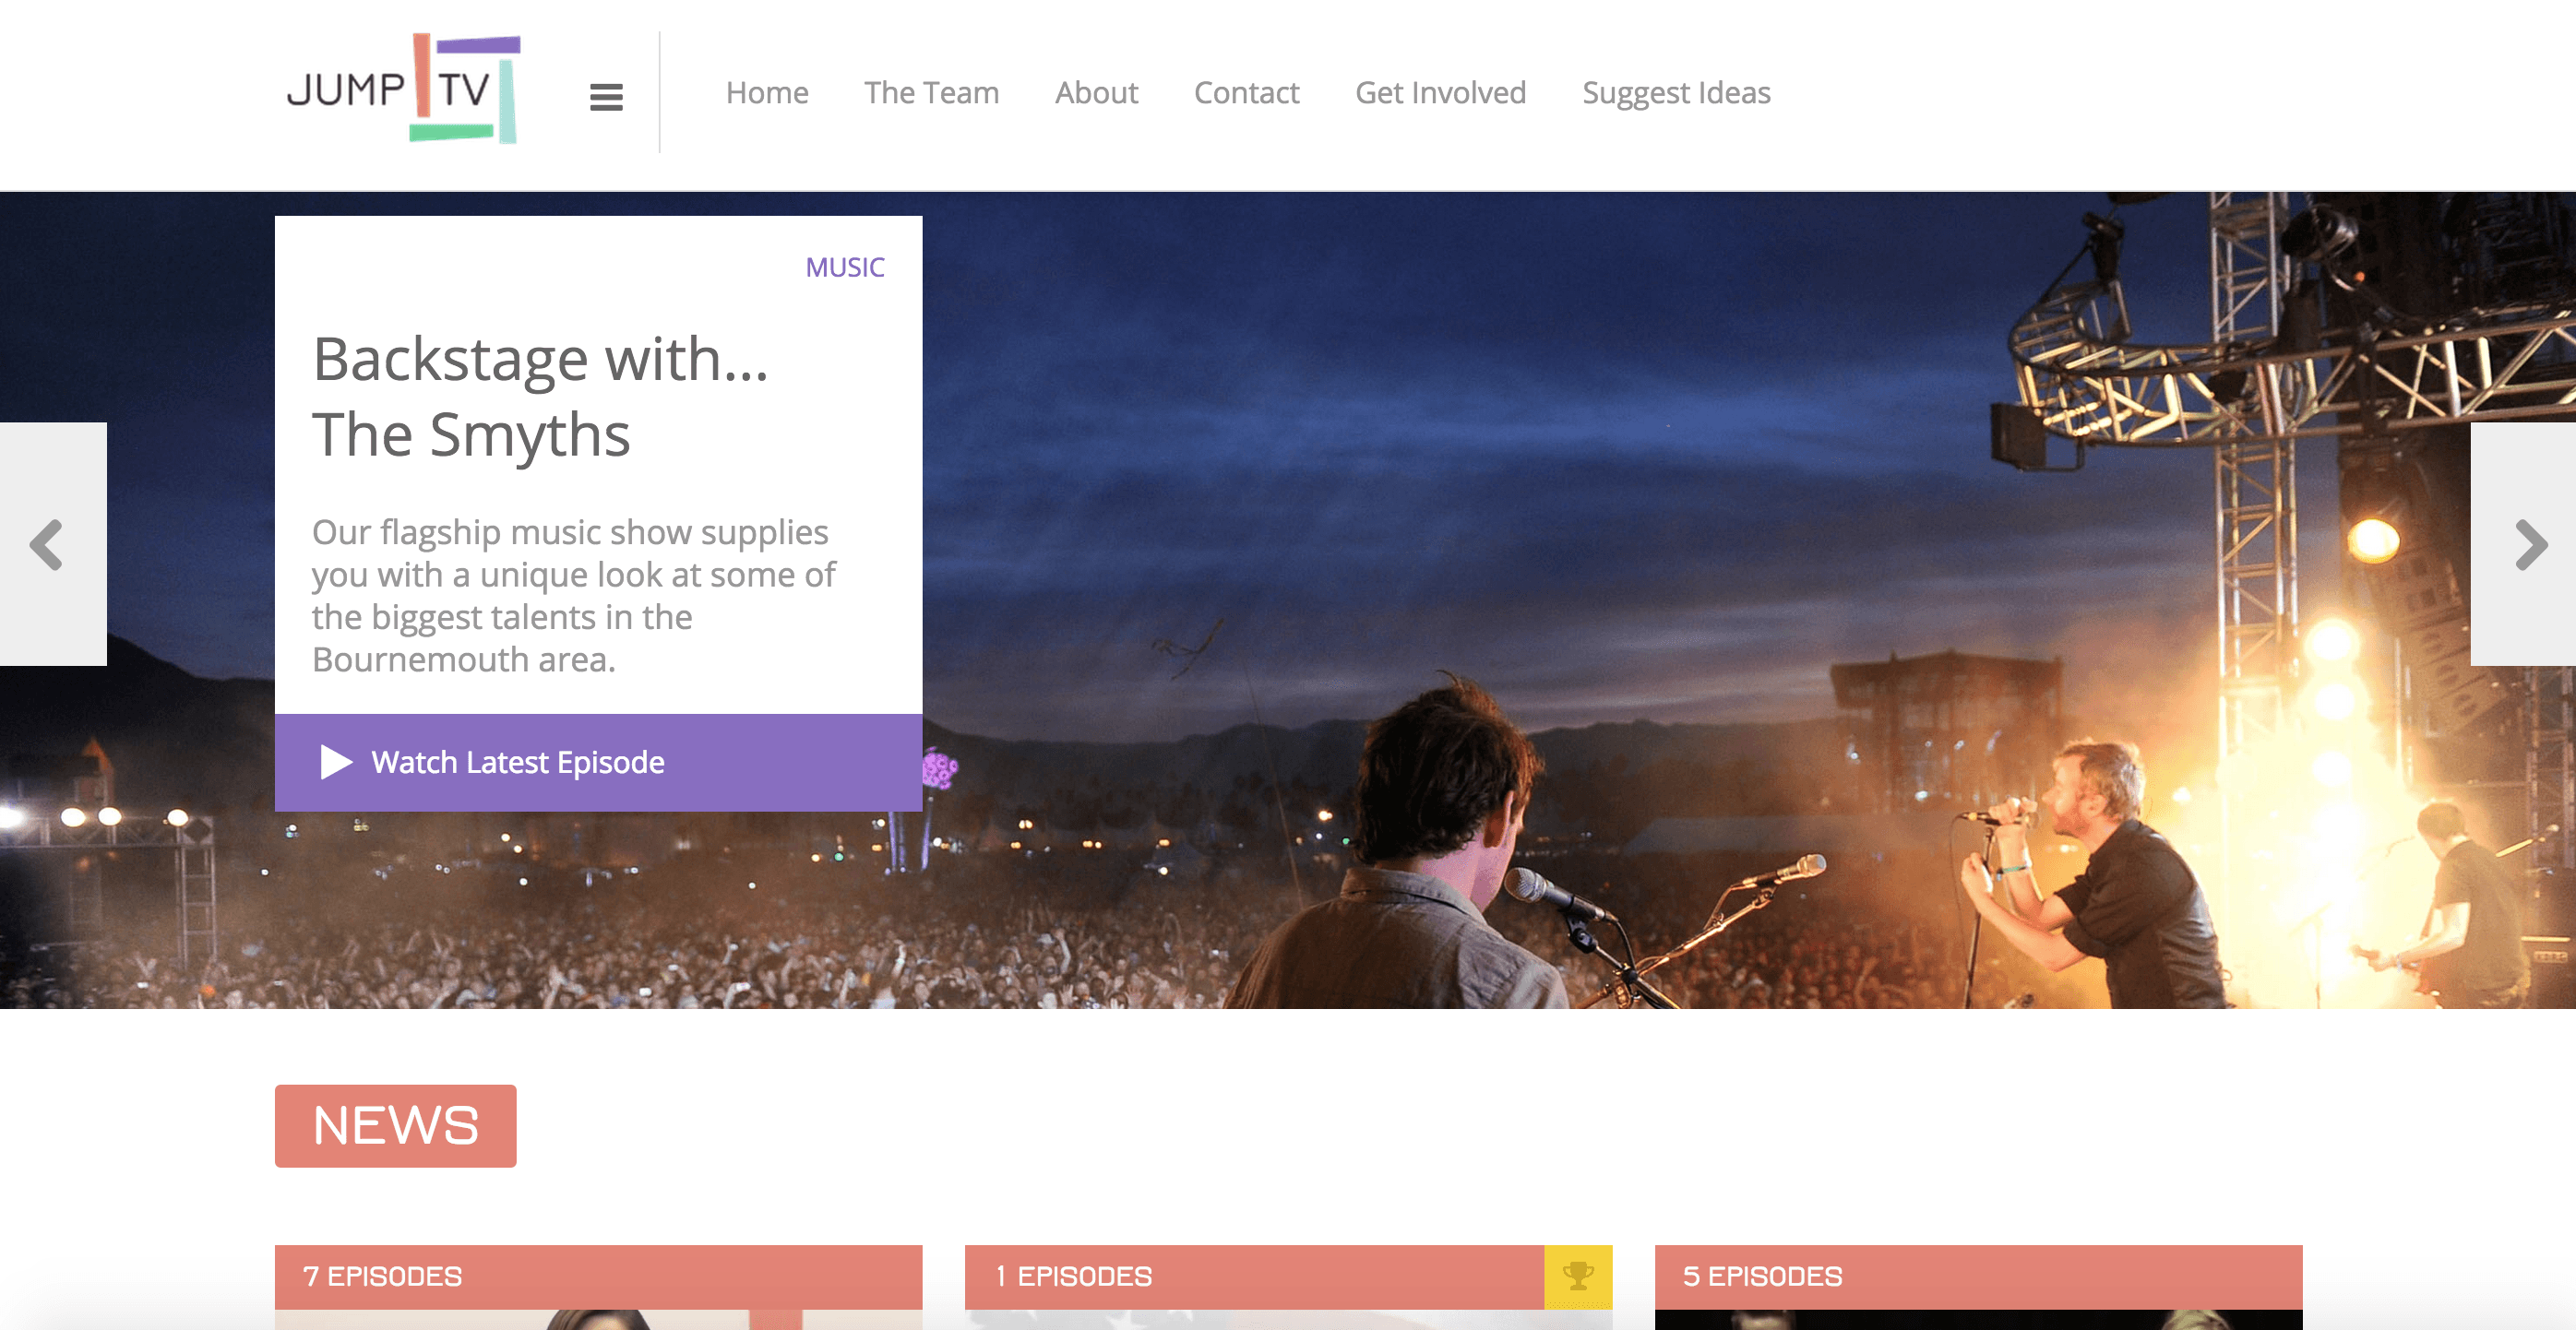 JUMP TV
Home The Team About Contact Get Involved Suggest Ideas
MUSIC
Backstage with...
The Smyths
Our flagship music show supplies
you with a unique look at some of
the biggest talents in the
Bournemouth area.
Watch Latest Episode
NEWS
7 EPISODES
1 EPISODES
5 EPISODES